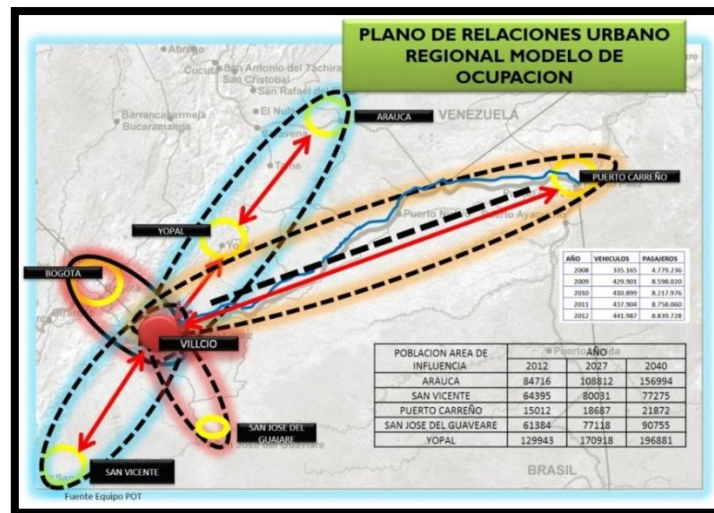 PLANO DE RELACIONES URBANO
REGIONAL MODELO DE
OCUPACION
Abrego
Cucuta
San Antonio del Táchira
San Cristobal
San Rafael del
El Nula
Barrancabermeja
Bucaramanga
ARAUCA
VENEZUELA
Tame
PUERTO CARREÑO
Puerto Ayacu
YOPAL
BOGOTA
AÑO VEHICULOS PASAJEROS
2008 335.165 4.779.236
2009 429.901 8.598.020
2010 410.899 8.217.976
2011 437.904 8.758.060
2012 441.987 8.839.728
VILLCIO
POBLACION AREA DE INFLUENCIA AÑO
2012 2027 2040
ARAUCA 84716 108812 156994
SAN VICENTE 64395 80031 77275
PUERTO CARREÑO 15012 18687 21872
SAN JOSE DEL GUAVEARE 61384 77118 90755
YOPAL 129943 170918 196881
SAN JOSE DEL
GUAIARE
SAN VICENTE
BRASIL
Fuente Equipo POT